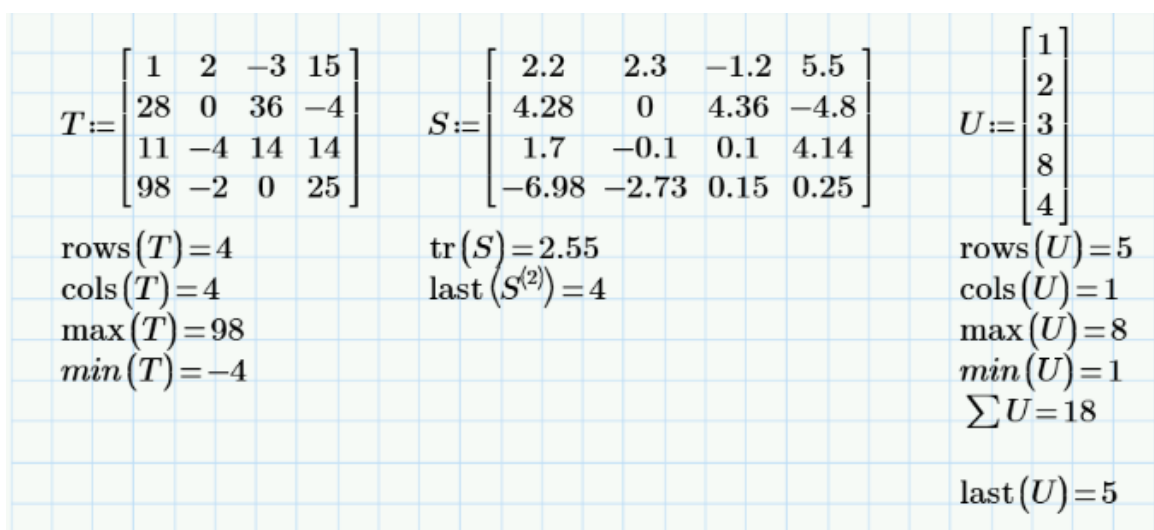 T≔[1 2 −3 15
28 0 36 −4
11 −4 14 14
98 −2 0 25]
rows(T)=4
cols(T)=4
max(T)=98
min(T)=−4
S≔[2.2 2.3 −1.2 5.5
4.28 0 4.36 −4.8
1.7 −0.1 0.1 4.14
−6.98 −2.73 0.15 0.25]
tr(S)=2.55
last(S⟨2⟩)=4
U≔[1
2
3
8
4]
rows(U)=5
cols(U)=1
max(U)=8
min(U)=1
∑U=18
last(U)=5